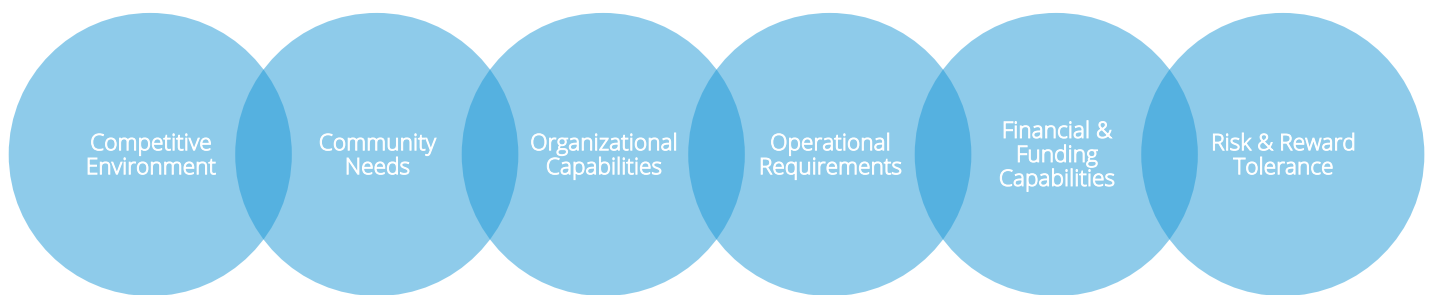 Competitive
Environment
Community
Needs
Organizational
Capabilities
Operational
Requirements
Financial &
Funding
Capabilities
Risk & Reward
Tolerance